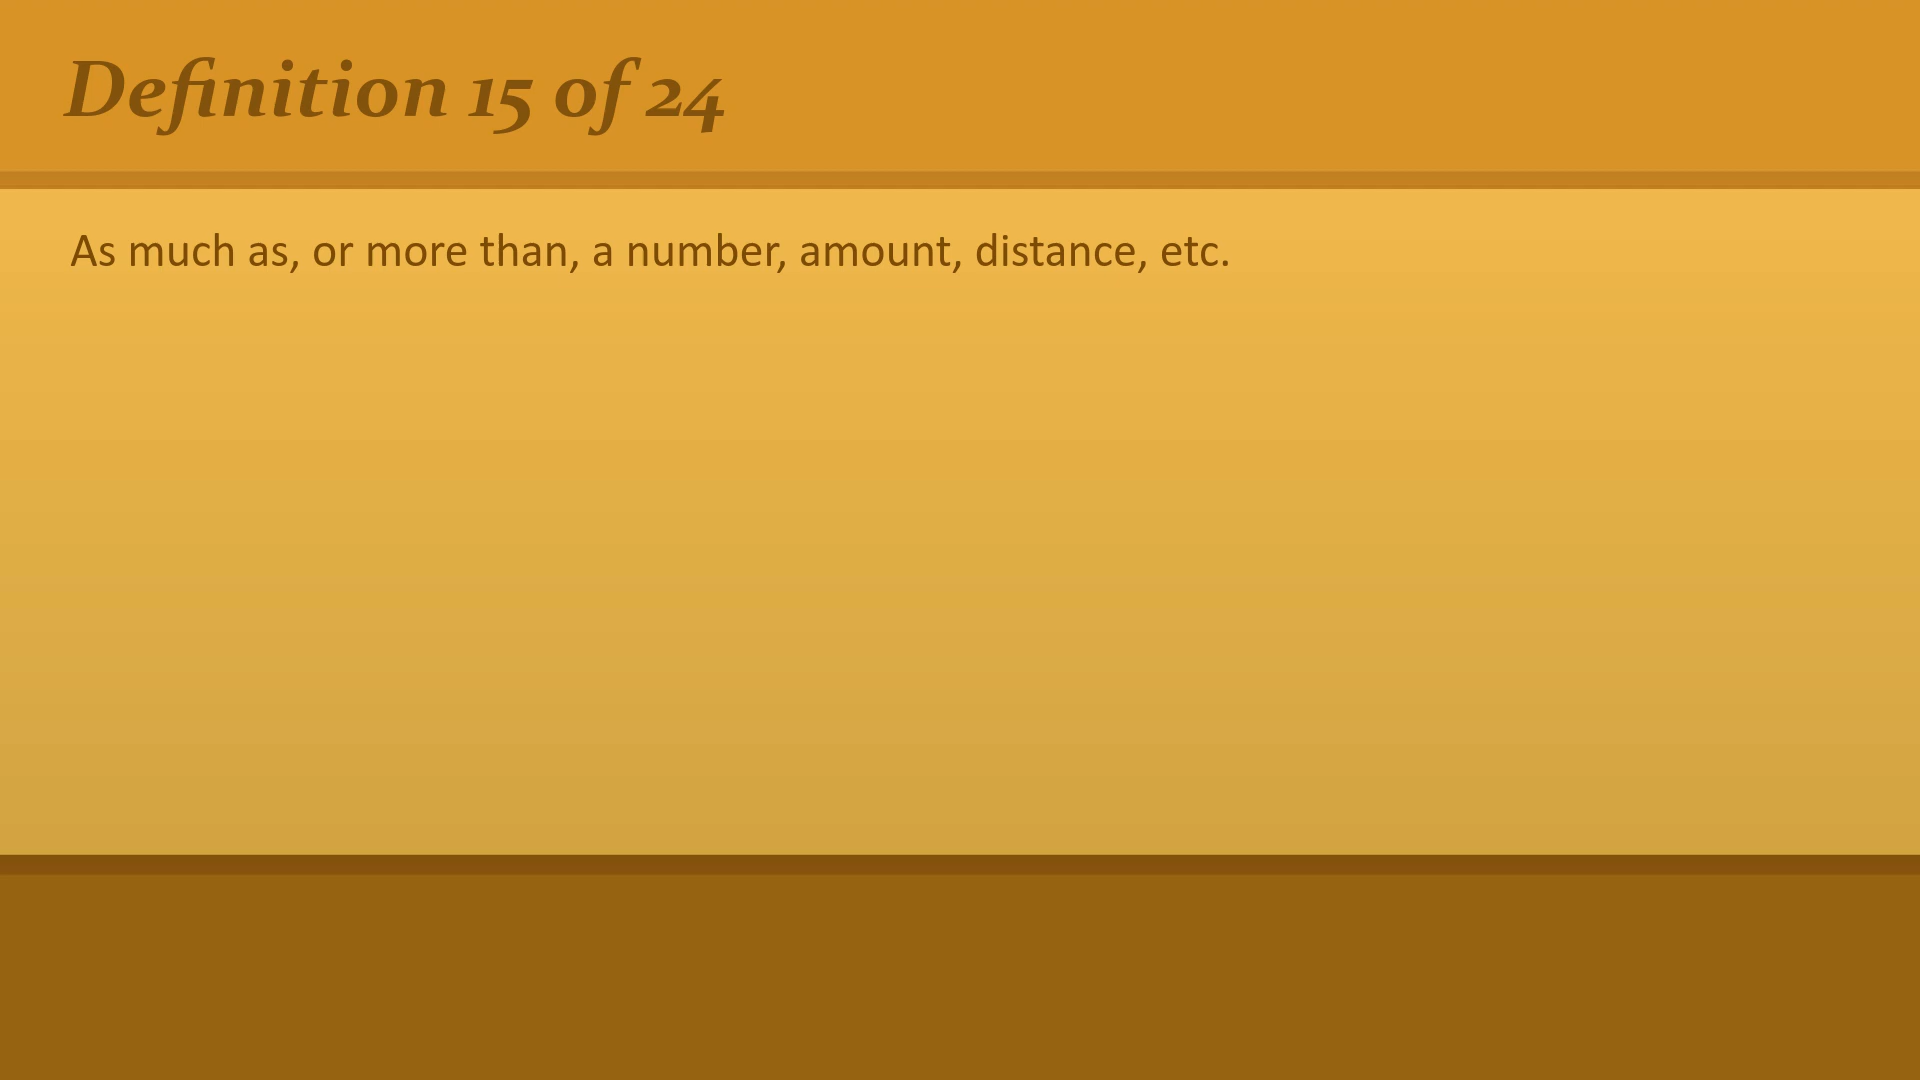 Definition 15 of 24
As much as, or more than, a number, amount, distance, etc.